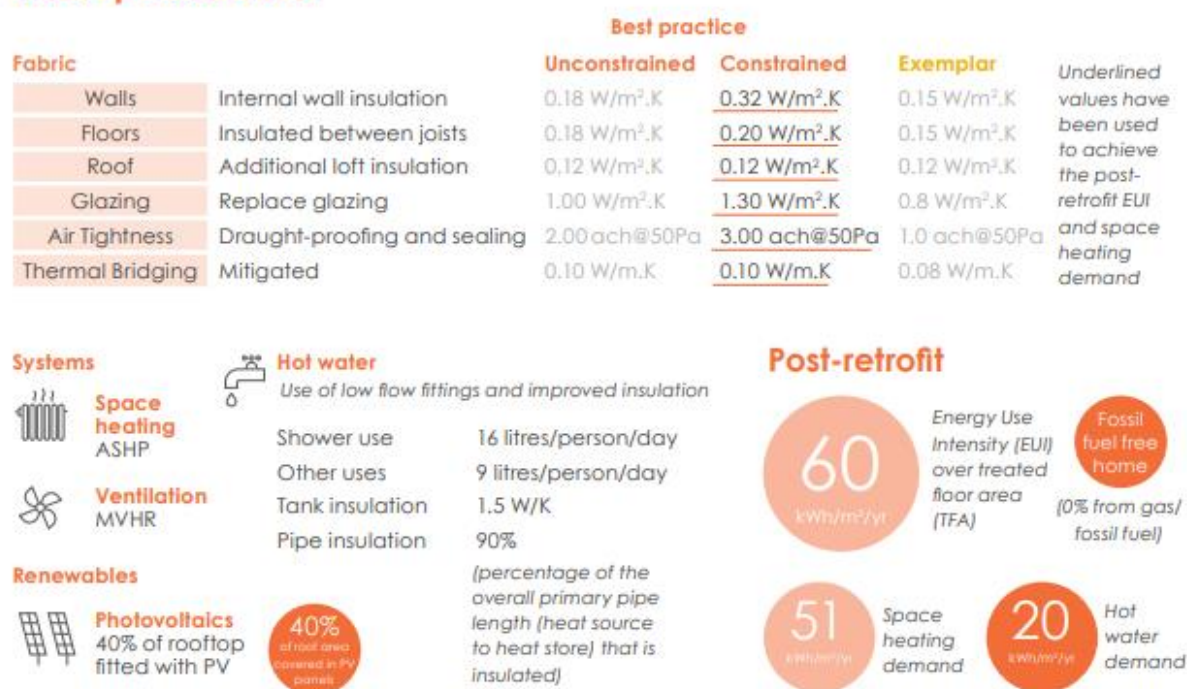 Best practice
Fabric Unconstrained Constrained Exemplar
Walls Internal wall insulation 0.18 W/m².K 0.32 W/m².K 0.15 W/m².K
Floors Insulated between joists 0.18 W/m².K 0.20 W/m².K 0.15 W/m².K
Roof Additional loft insulation 0.12 W/m².K 0.12 W/m².K 0.12 W/m².K
Glazing Replace glazing 1.00 W/m².K 1.30 W/m².K 0.8 W/m².K
Air Tightness Draught-proofing and sealing 2.00 ach@50Pa 3.00 ach@50Pa 1.0 ach@50Pa
Thermal Bridging Mitigated 0.10 W/m.K 0.10 W/m.K 0.08 W/m.K
Underlined
values have
been used
to achieve
the post-
retrofit EUI
and space
heating
demand
Systems
Space
heating
ASHP
Ventilation
MVHR
Hot water
Use of low flow fittings and improved insulation
Shower use 16 litres/person/day
Other uses 9 litres/person/day
Tank insulation 1.5 W/K
Pipe insulation 90%
(percentage of the
overall primary pipe
length (heat source
to heat store) that is
insulated)
Renewables
Photovoltaics
40% of rooftop
fitted with PV
40%
of roof area
covered in PV
panels
Post-retrofit
60
kWh/m²/yr
Energy Use
Intensity (EUI)
over treated
floor area
(TFA)
Fossil
fuel free
home
(0% from gas/
fossil fuel)
51
kWh/m²/yr
Space
heating
demand
20
kWh/m²/yr
Hot
water
demand